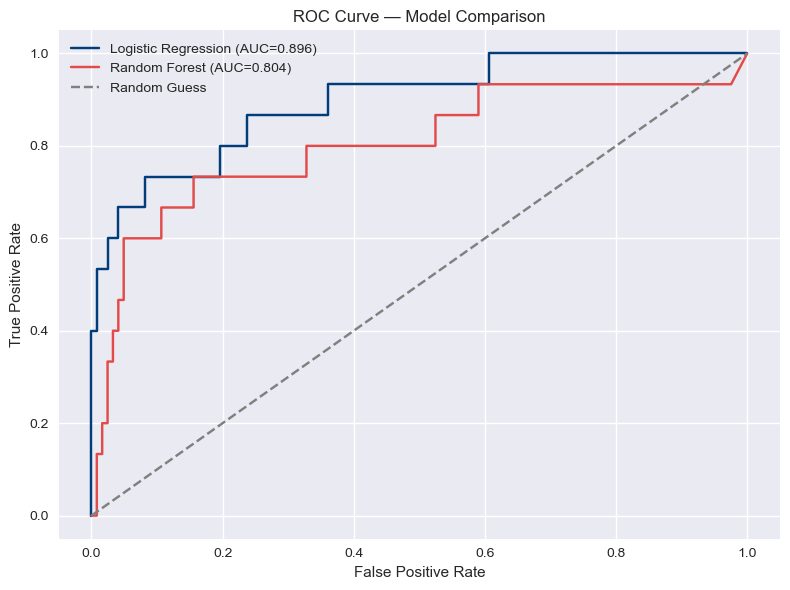 ROC Curve — Model Comparison
Logistic Regression (AUC=0.896)
Random Forest (AUC=0.804)
Random Guess
True Positive Rate
1.0
0.8
0.6
0.4
0.2
0.0
0.0 0.2 0.4 0.6 0.8 1.0
False Positive Rate